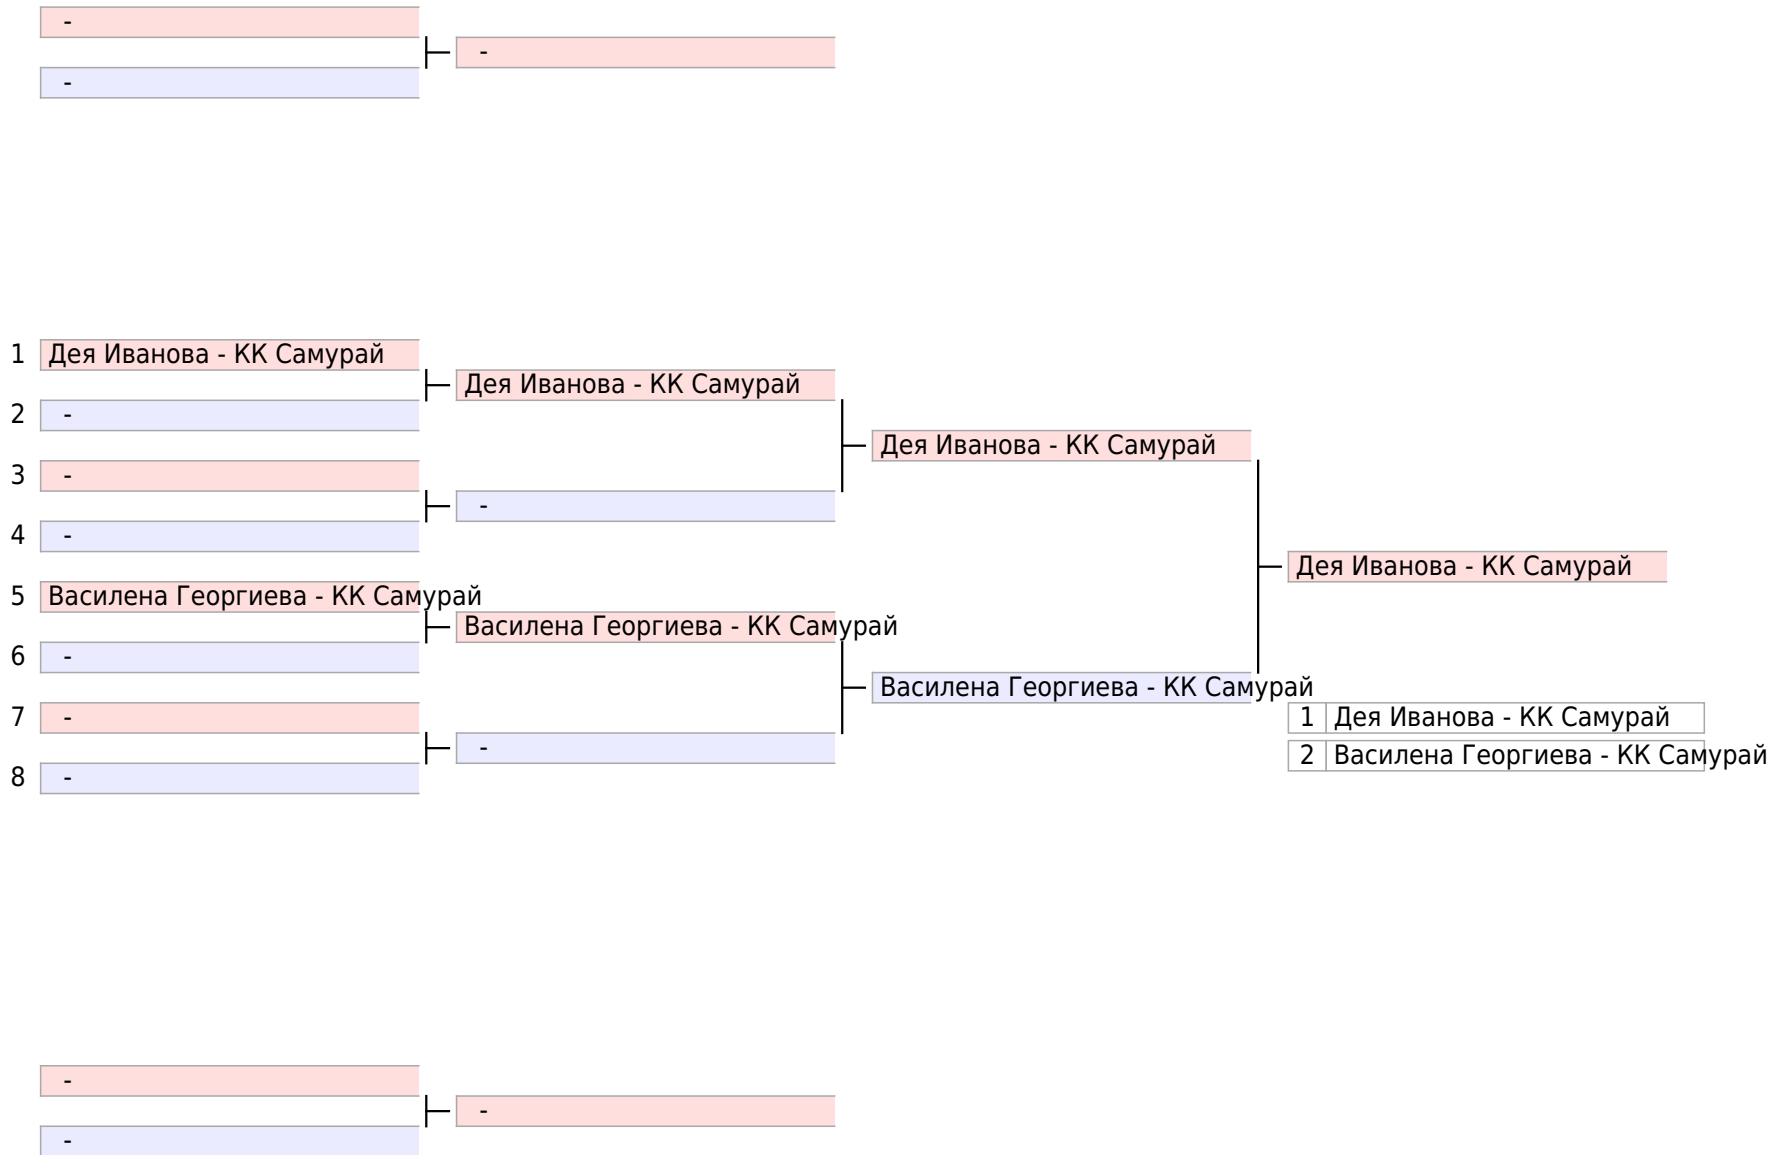 -
-
-
1 Дея Иванова - КК Самурай
Дея Иванова - КК Самурай
2 -
Дея Иванова - КК Самурай
3 -
-
4 -
Дея Иванова - КК Самурай
5 Василена Георгиева - КК Самурай
Василена Георгиева - КК Самурай
6 -
Василена Георгиева - КК Самурай
7 -
1 Дея Иванова - КК Самурай
-
2 Василена Георгиева - КК Самурай
8 -
-
-
-